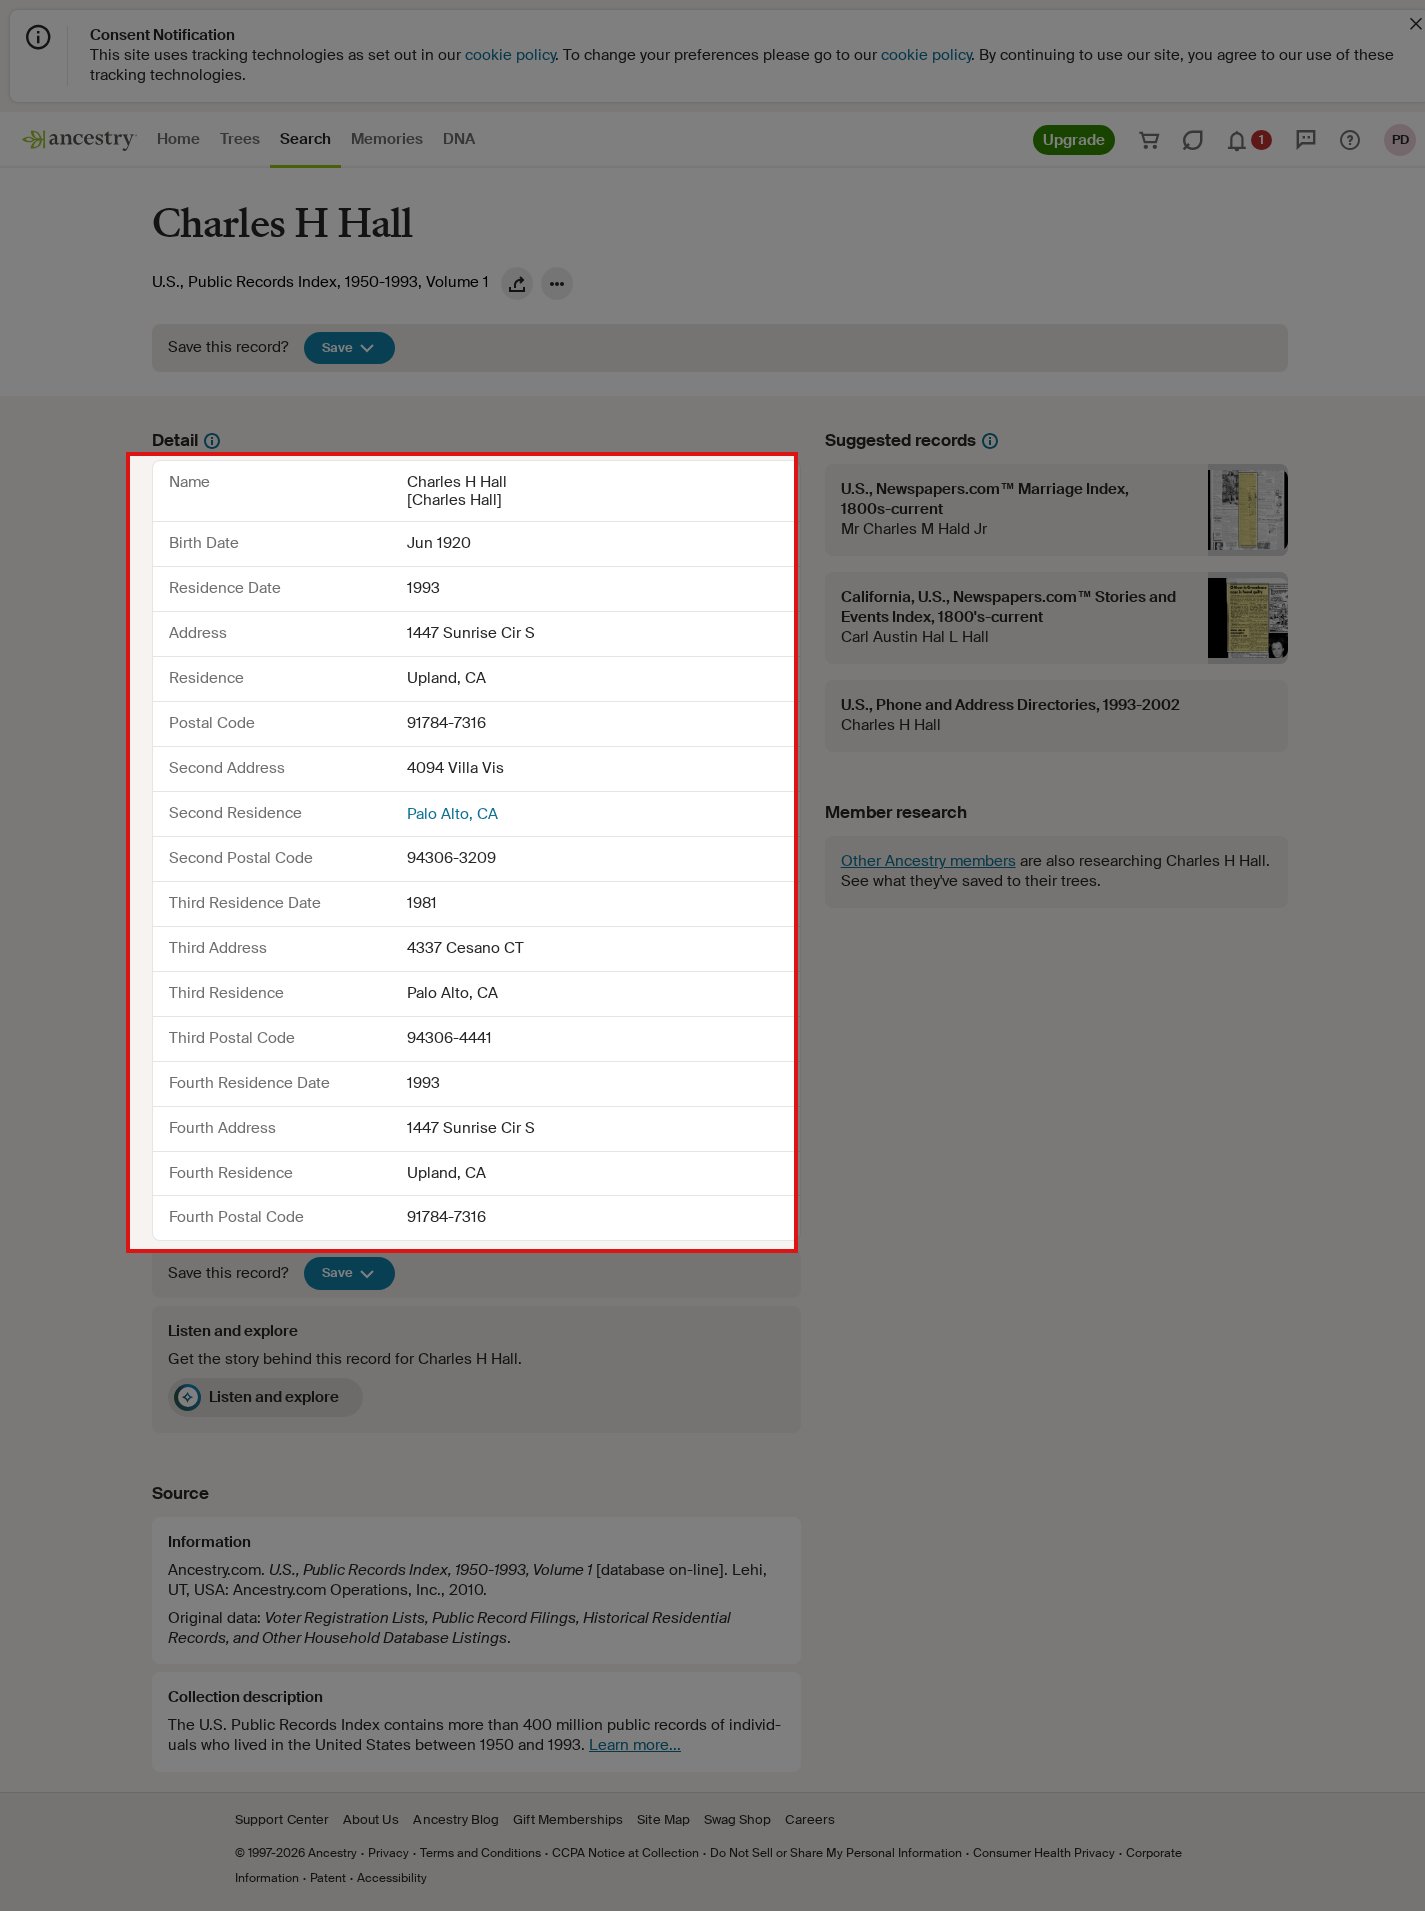 Consent Notification
This site uses tracking technologies as set out in our cookie policy. To change your preferences please go to our cookie policy. By continuing to use our site, you agree to our use of these
tracking technologies.
ancestry Home Trees Search Memories DNA Upgrade 1 PD
Charles H Hall
U.S., Public Records Index, 1950-1993, Volume 1
Save this record? Save
Detail
Name Charles H Hall
[Charles Hall]
Birth Date Jun 1920
Residence Date 1993
Address 1447 Sunrise Cir S
Residence Upland, CA
Postal Code 91784-7316
Second Address 4094 Villa Vis
Second Residence Palo Alto, CA
Second Postal Code 94306-3209
Third Residence Date 1981
Third Address 4337 Cesano CT
Third Residence Palo Alto, CA
Third Postal Code 94306-4441
Fourth Residence Date 1993
Fourth Address 1447 Sunrise Cir S
Fourth Residence Upland, CA
Fourth Postal Code 91784-7316
Save this record? Save
Listen and explore
Get the story behind this record for Charles H Hall.
Listen and explore
Suggested records
U.S., Newspapers.com™ Marriage Index,
1800s-current
Mr Charles M Hald Jr
California, U.S., Newspapers.com™ Stories and
Events Index, 1800's-current
Carl Austin Hal L Hall
U.S., Phone and Address Directories, 1993-2002
Charles H Hall
Member research
Other Ancestry members are also researching Charles H Hall.
See what they've saved to their trees.
Source
Information
Ancestry.com. U.S., Public Records Index, 1950-1993, Volume 1 [database on-line]. Lehi,
UT, USA: Ancestry.com Operations, Inc., 2010.
Original data: Voter Registration Lists, Public Record Filings, Historical Residential
Records, and Other Household Database Listings.
Collection description
The U.S. Public Records Index contains more than 400 million public records of individ-
uals who lived in the United States between 1950 and 1993. Learn more...
Support Center About Us Ancestry Blog Gift Memberships Site Map Swag Shop Careers
© 1997-2026 Ancestry · Privacy · Terms and Conditions · CCPA Notice at Collection · Do Not Sell or Share My Personal Information · Consumer Health Privacy · Corporate
Information · Patent · Accessibility